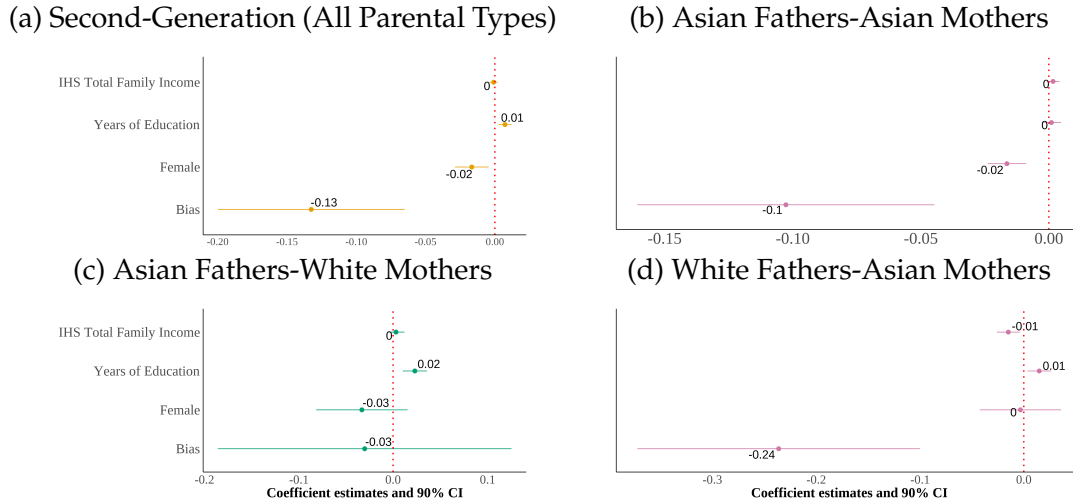 (a) Second-Generation (All Parental Types)
IHS Total Family Income
0
Years of Education
0.01
Female
-0.02
Bias
-0.13
-0.20 -0.15 -0.10 -0.05 0.00
(b) Asian Fathers-Asian Mothers
0
0
-0.02
-0.1
-0.15 -0.10 -0.05 0.00
(c) Asian Fathers-White Mothers
IHS Total Family Income
0
Years of Education
0.02
Female
-0.03
Bias
-0.03
-0.2 -0.1 0.0 0.1
Coefficient estimates and 90% CI
(d) White Fathers-Asian Mothers
-0.01
0.01
0
-0.24
-0.3 -0.2 -0.1 0.0
Coefficient estimates and 90% CI